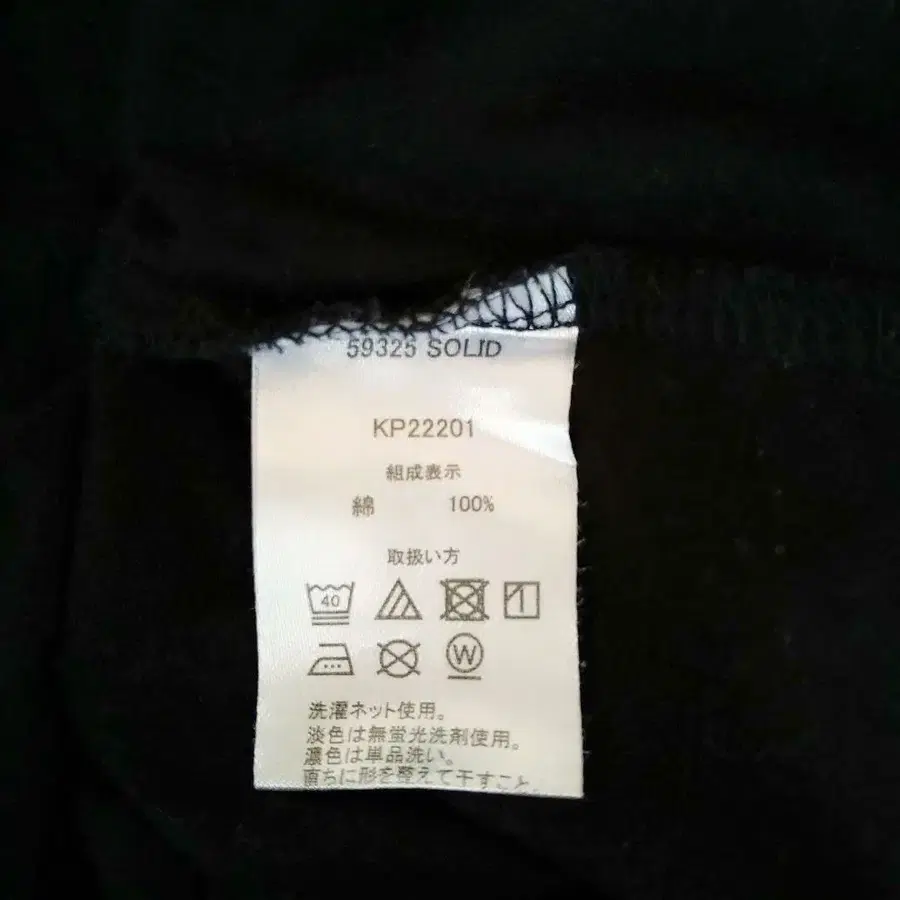 59325 SOLID
KP22201
組成表示
綿 100%
取扱い方
40
W
洗濯ネット使用。
淡色は無蛍光洗剤使用。
濃色は単品洗い。
直ちに形を整えて干すこと。